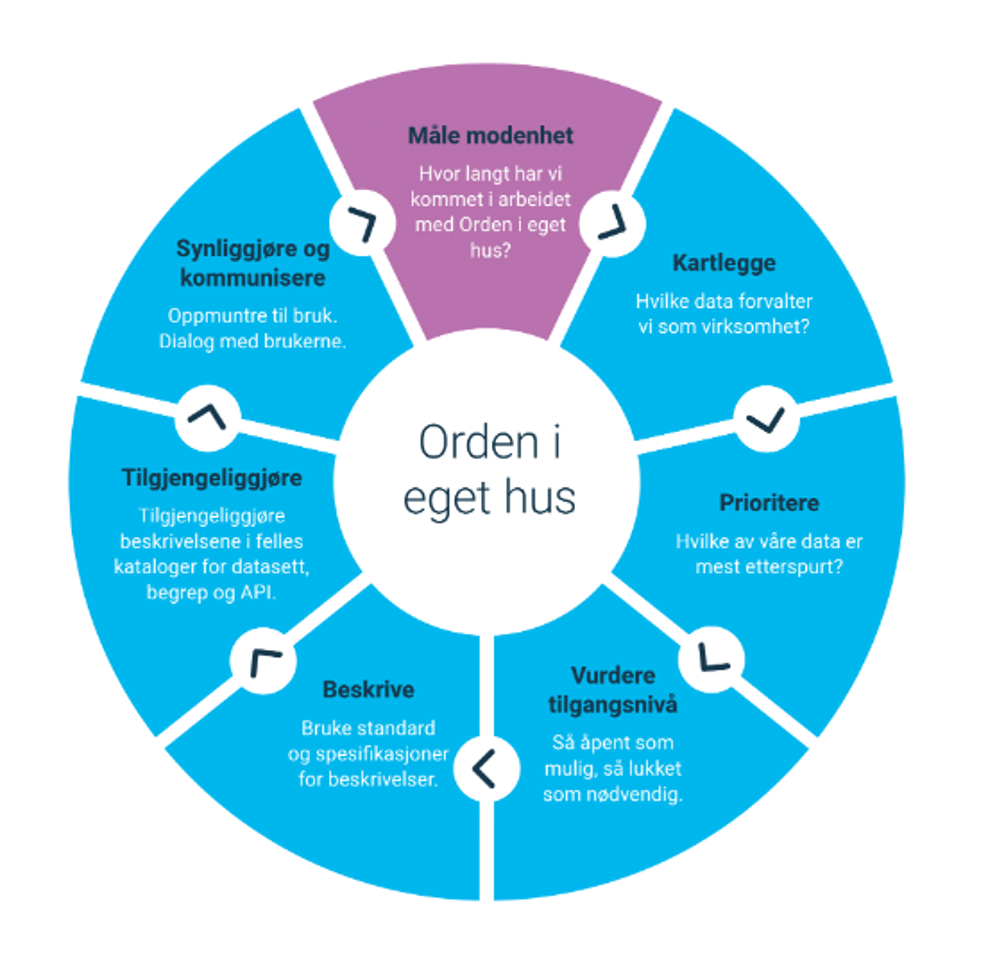 Måle modenhet
Hvor langt har vi
kommet i arbeidet
med Orden i eget
hus?
Kartlegge
Hvilke data forvalter
vi som virksomhet?
Prioritere
Hvilke av våre data er
mest etterspurt?
Vurdere
tilgangsnivå
Så åpent som
mulig, så lukket
som nødvendig.
Beskrive
Bruke standard
og spesifikasjoner
for beskrivelser.
Tilgjengeliggjøre
Tilgjengeliggjøre
beskrivelsene i felles
kataloger for datasett,
begrep og API.
Synliggjøre og
kommunisere
Oppmuntre til bruk.
Dialog med brukerne.
Orden i
eget hus